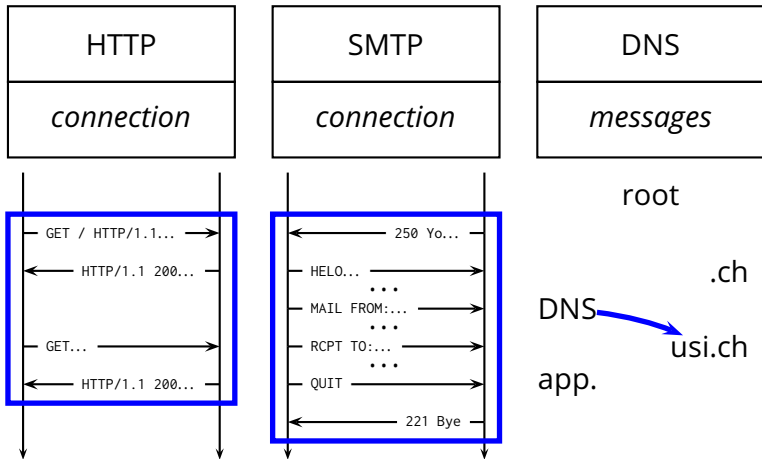 HTTP
connection
GET / HTTP/1.1...
HTTP/1.1 200...
GET...
HTTP/1.1 200...
SMTP
connection
250 Yo...
HELO...
...
MAIL FROM:...
...
RCPT TO:...
...
QUIT
221 Bye
DNS
messages
root
.ch
DNS
usi.ch
app.